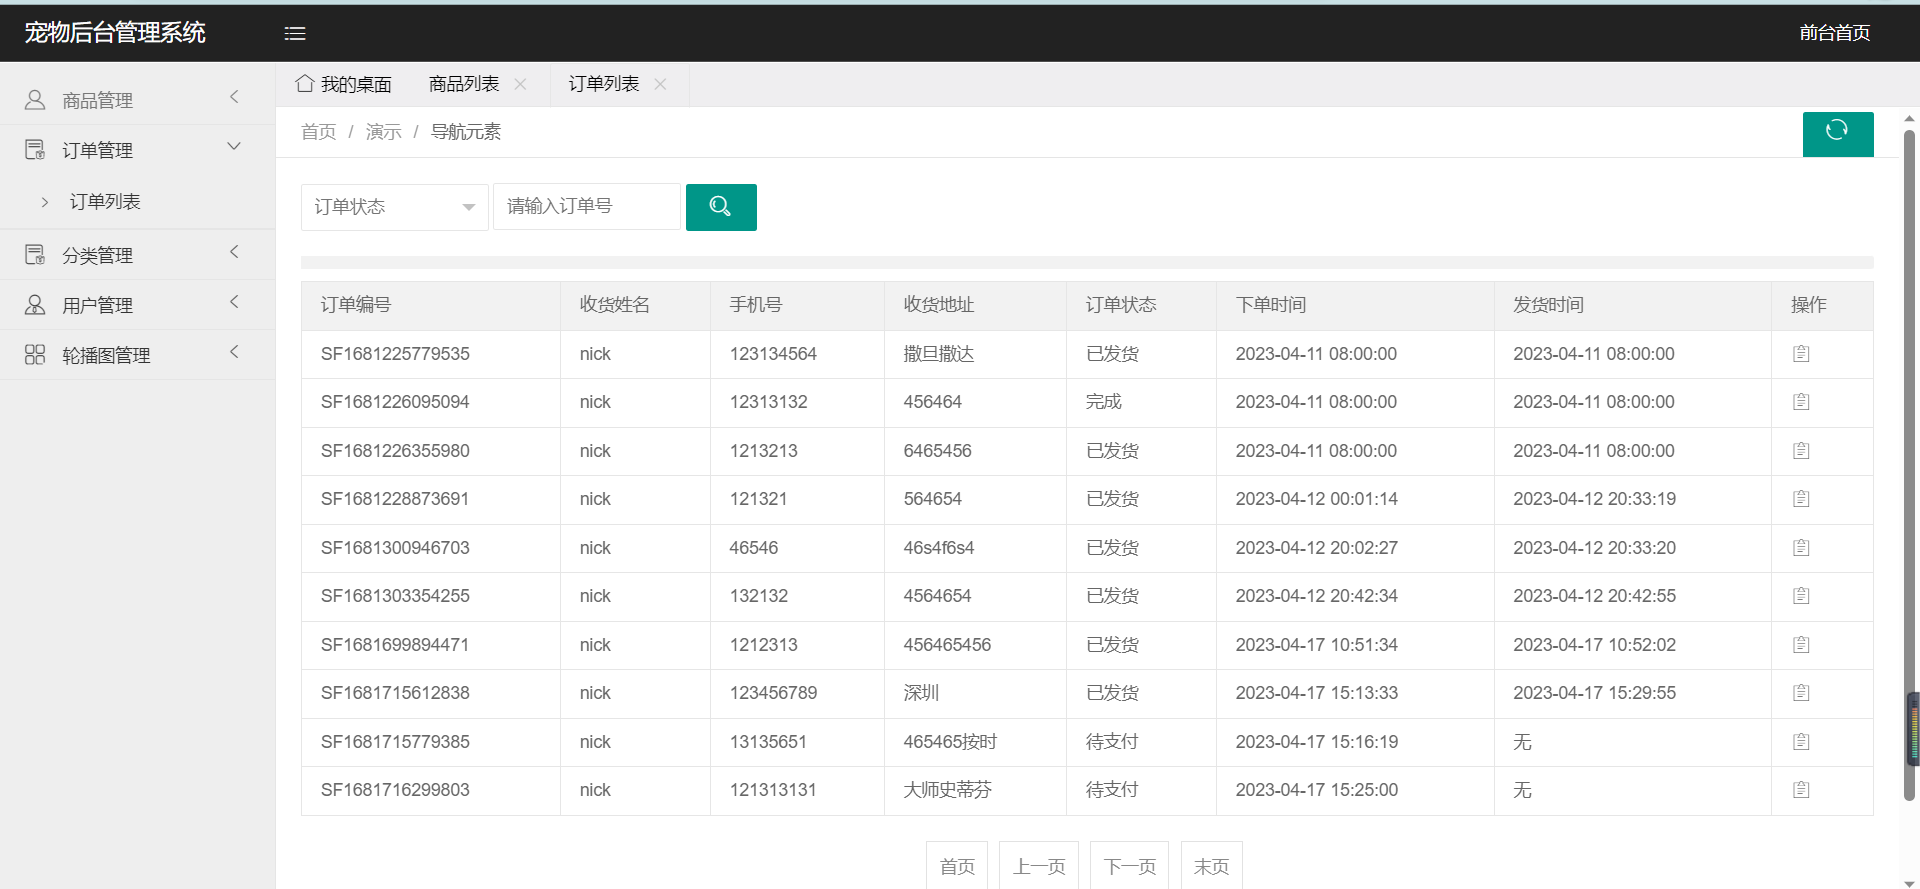 宠物后台管理系统
前台首页
商品管理
订单管理
订单列表
分类管理
用户管理
轮播图管理
我的桌面 商品列表 订单列表
首页 / 演示 / 导航元素
订单状态 请输入订单号
订单编号 收货姓名 手机号 收货地址 订单状态 下单时间 发货时间 操作
SF1681225779535 nick 123134564 撒旦撒达 已发货 2023-04-11 08:00:00 2023-04-11 08:00:00
SF1681226095094 nick 12313132 456464 完成 2023-04-11 08:00:00 2023-04-11 08:00:00
SF1681226355980 nick 1213213 6465456 已发货 2023-04-11 08:00:00 2023-04-11 08:00:00
SF1681228873691 nick 121321 564654 已发货 2023-04-12 00:01:14 2023-04-12 20:33:19
SF1681300946703 nick 46546 46s4f6s4 已发货 2023-04-12 20:02:27 2023-04-12 20:33:20
SF1681303354255 nick 132132 4564654 已发货 2023-04-12 20:42:34 2023-04-12 20:42:55
SF1681699894471 nick 1212313 456465456 已发货 2023-04-17 10:51:34 2023-04-17 10:52:02
SF1681715612838 nick 123456789 深圳 已发货 2023-04-17 15:13:33 2023-04-17 15:29:55
SF1681715779385 nick 13135651 465465按时 待支付 2023-04-17 15:16:19 无
SF1681716299803 nick 121313131 大师史蒂芬 待支付 2023-04-17 15:25:00 无
首页 上一页 下一页 末页